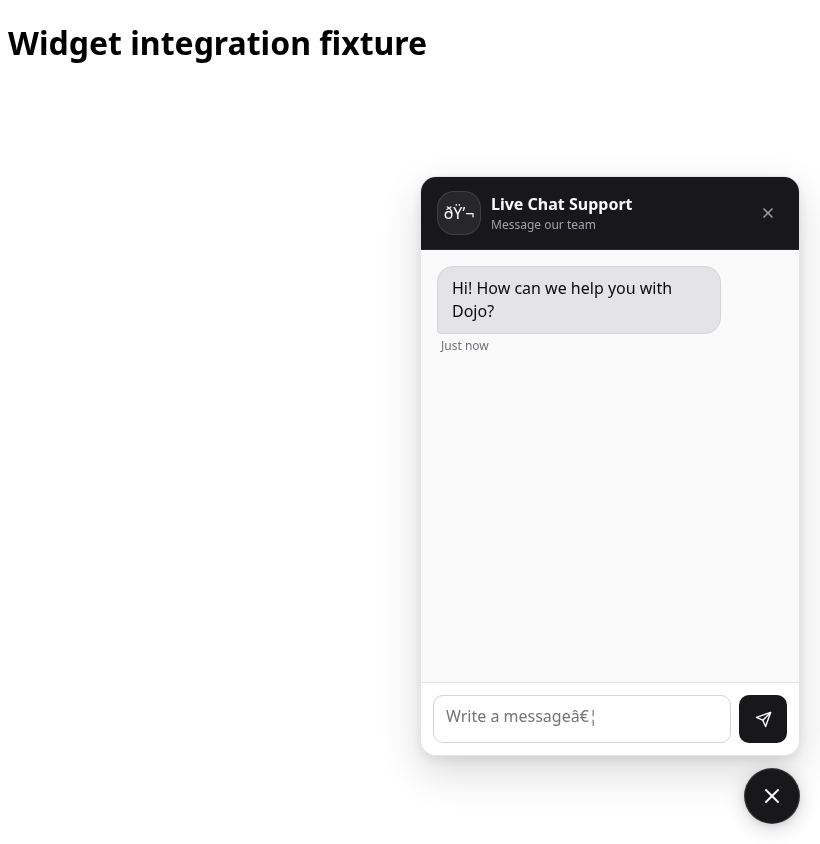 Widget integration fixture
ðŸ’¬
Live Chat Support
Message our team
Hi! How can we help you with
Dojo?
Just now
Write a messageâ€¦